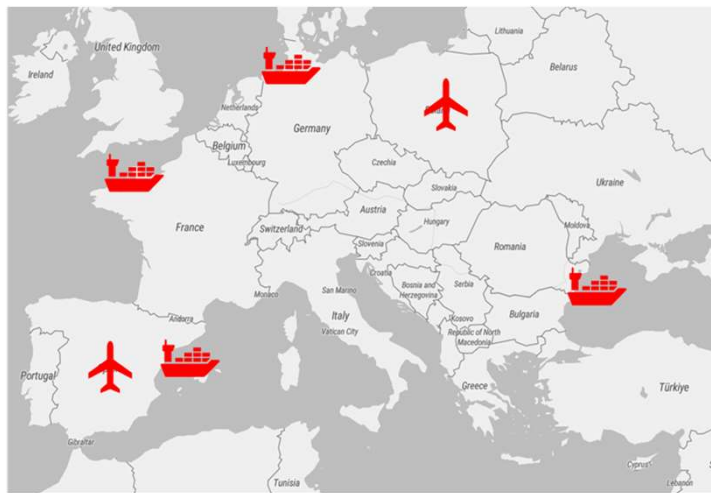 Lithuania
United Kingdom
Belarus
Ireland
Netherlands
Germany
Belgium
Luxembourg
Czechia
Ukraine
Slovakia
Austria
Moldova
France
Switzerland
Hungary
Slovenia
Romania
Croatia
Bosnia and
Herzegovina
Serbia
Monaco
San Marino
Italy
Vatican City
Andorra
Kosovo
Bulgaria
Republic of North
Macedonia
Portugal
Greece
Türkiye
Gibraltar
Cyprus
Lebanon
Tunisia